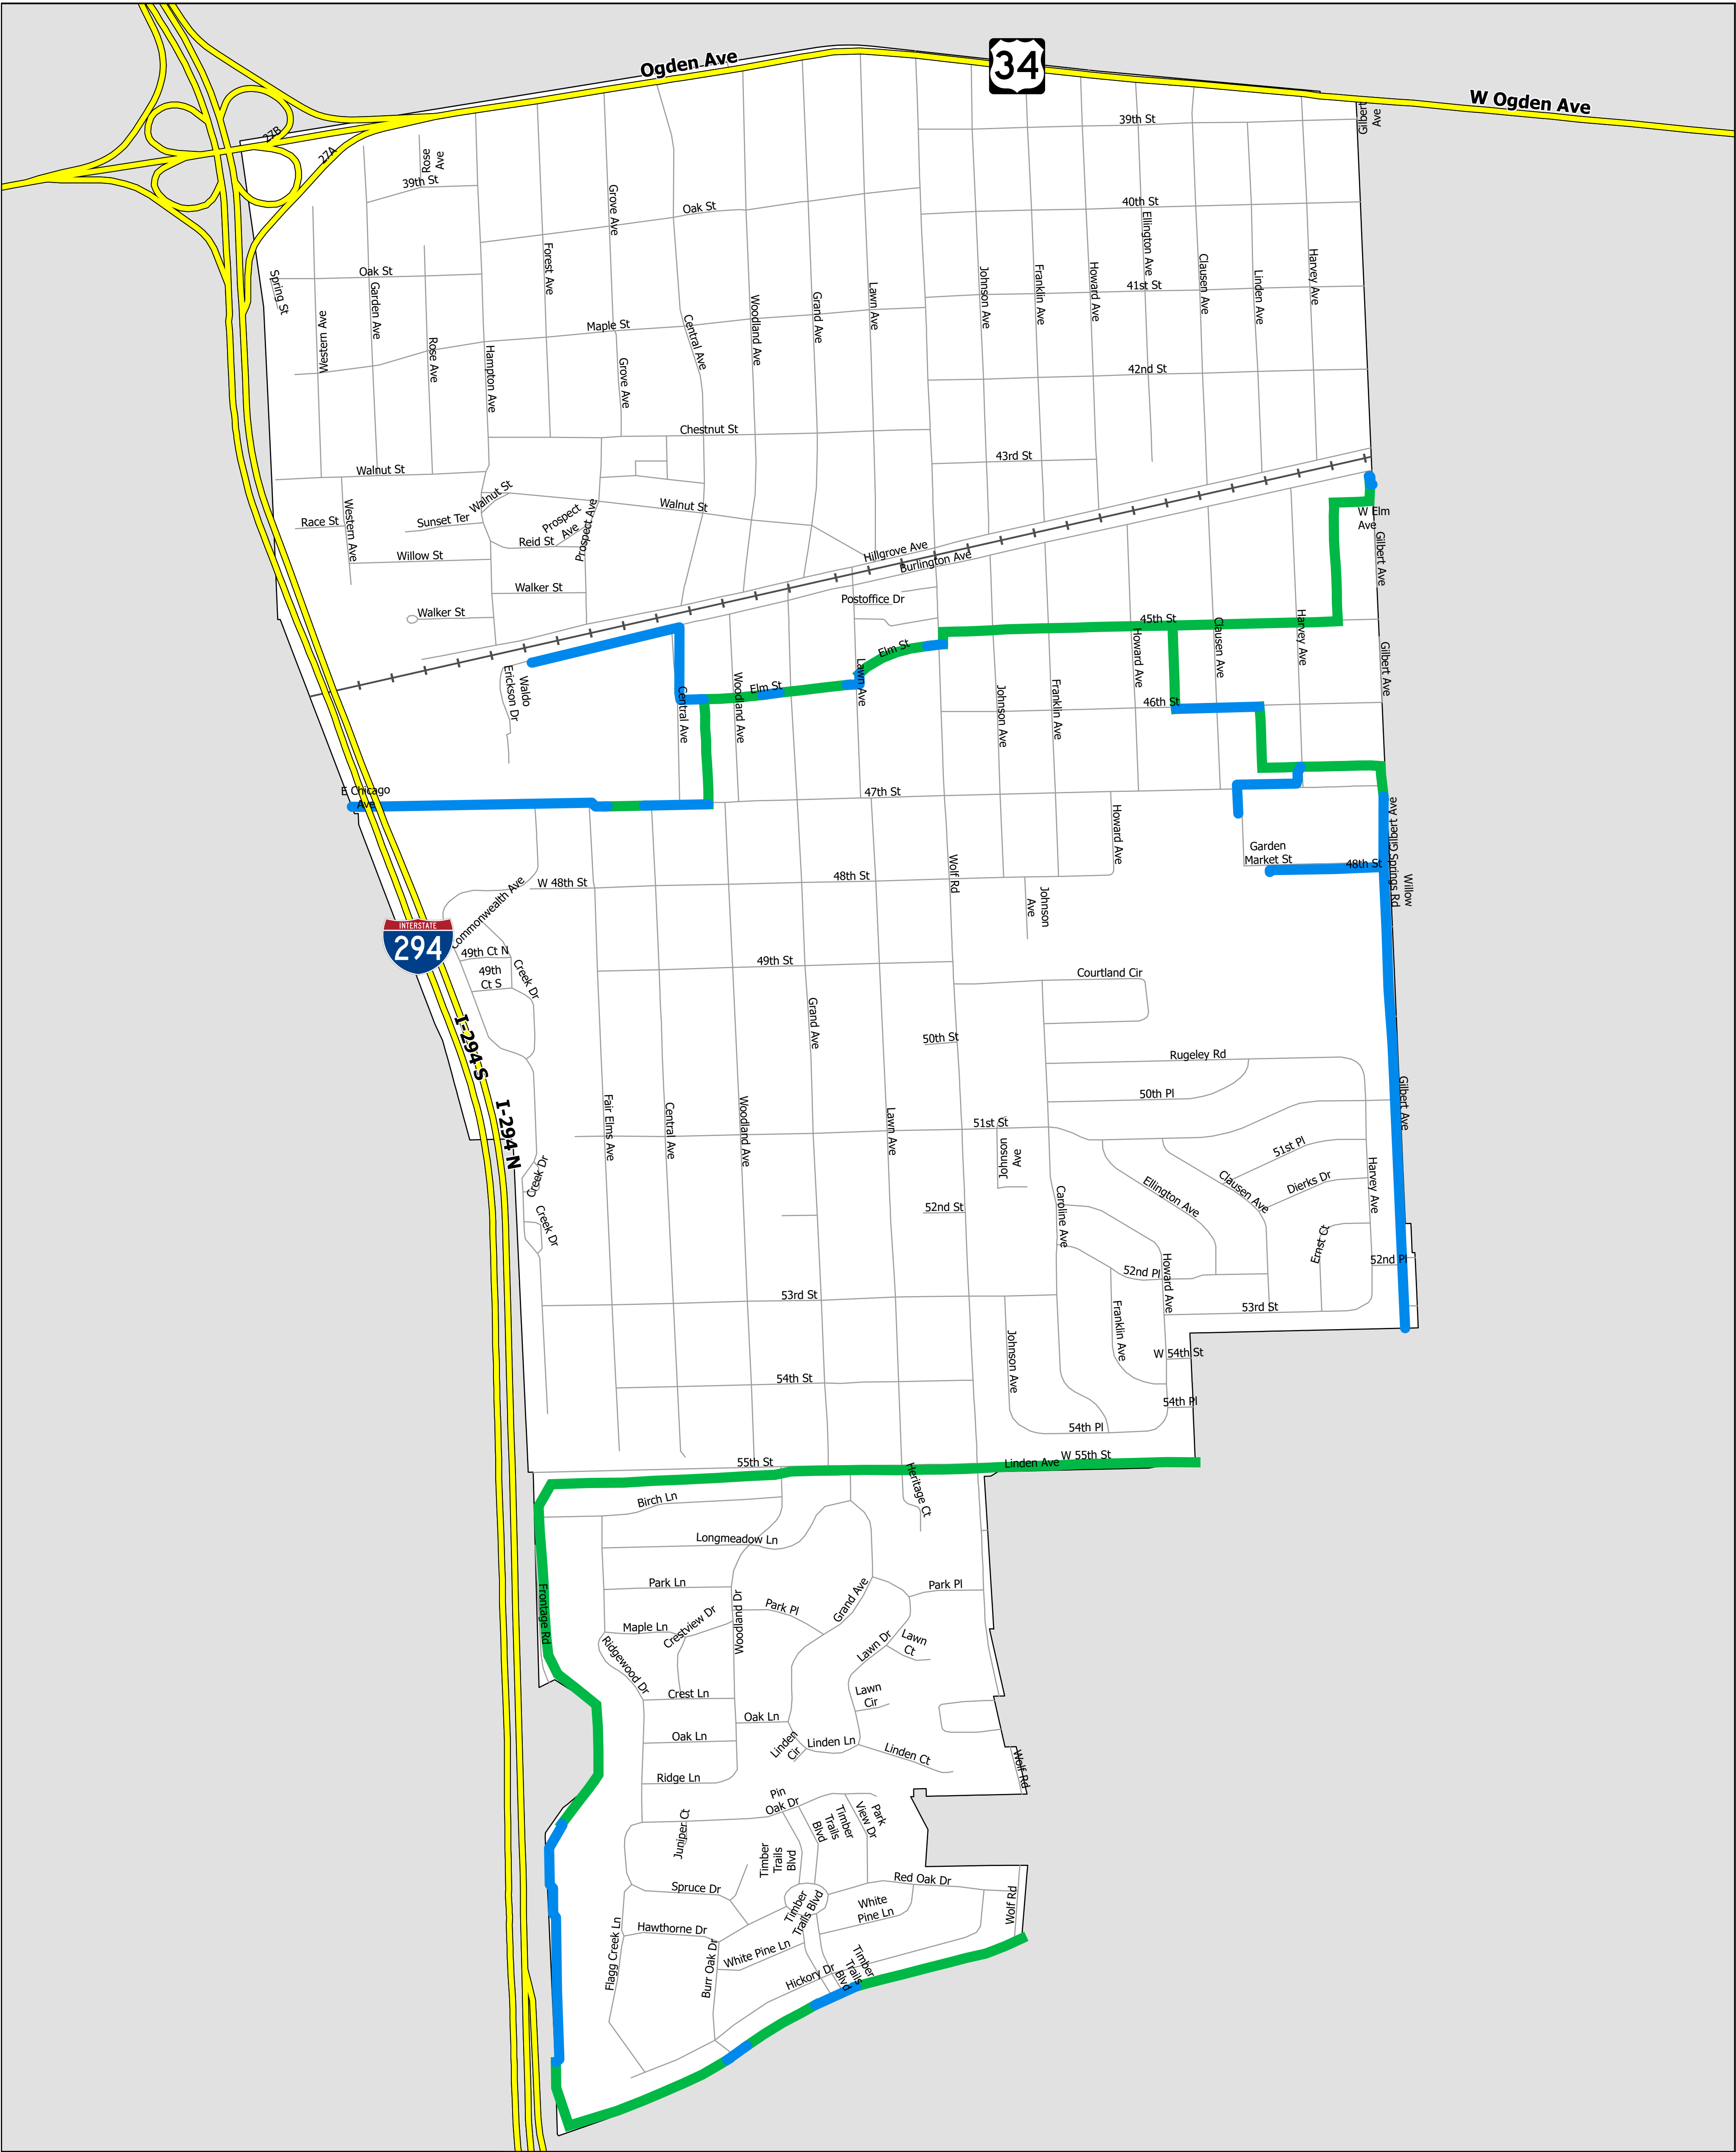 Ogden Ave
34
W Ogden Ave
Gilbert
Ave
27B
27A
39th St
Rose
Ave
39th St
Grove Ave
Oak St
40th St
Ellington Ave
Forest Ave
Clausen Ave
Harvey Ave
Spring St
Oak St
Garden Ave
Johnson Ave
Franklin Ave
Howard Ave
Linden Ave
41st St
Woodland Ave
Grand Ave
Lawn Ave
Western Ave
Central Ave
Maple St
Rose Ave
Hampton Ave
Grove Ave
42nd St
Chestnut St
43rd St
Walnut St
Walnut St
Walnut St
Western Ave
Race St
Sunset Ter
Prospect
Ave
Prospect Ave
Reid St
Willow St
W Elm
Ave
Gilbert Ave
Hillgrove Ave
Burlington Ave
Walker St
Walker St
Postoffice Dr
45th St
Elm St
Howard Ave
Clausen Ave
Harvey Ave
Gilbert Ave
Waldo
Erickson Dr
Central Ave
Woodland Ave
Elm St
Lawn Ave
Johnson Ave
Franklin Ave
46th St
E Chicago
Ave
47th St
Howard Ave
Garden
Market St
48th St
Gilbert
Ave
Springs Rd
Willow
Wolf Rd
W 48th St
48th St
Johnson
Ave
Commonwealth Ave
INTERSTATE
294
49th Ct N
49th
Ct S
Creek Dr
49th St
Courtland Cir
Grand Ave
50th St
I-294 S
I-294 N
Rugeley Rd
50th Pl
Gilbert Ave
Fair Elms Ave
Central Ave
Woodland Ave
Lawn Ave
51st St
Johnson
Ave
51st Pl
Dierks Dr
Clausen Ave
Ellington Ave
Harvey Ave
Creek Dr
Creek Dr
52nd St
Caroline Ave
Ernst Ct
52nd Pl
52nd Pl
Howard Ave
53rd St
53rd St
Franklin Ave
Johnson Ave
W 54th St
54th St
54th Pl
54th Pl
55th St
Linden Ave
W 55th St
Heritage Ct
Birch Ln
Longmeadow Ln
Frontage Rd
Park Ln
Park Pl
Grand Ave
Park Pl
Maple Ln
Crestview Dr
Woodland Dr
Ridgewood Dr
Lawn Dr
Lawn
Ct
Crest Ln
Lawn
Cir
Oak Ln
Oak Ln
Linden
Cir
Linden Ln
Linden Ct
Wolf Rd
Ridge Ln
Pin
Oak Dr
Juniper Ct
Timber
Trails
Blvd
Park
View Dr
Timber
Trails
Blvd
Spruce Dr
Red Oak Dr
Wolf Rd
Timber
Trails Blvd
White
Pine Ln
Flagg Creek Ln
Hawthorne Dr
Burr Oak Dr
White Pine Ln
Hickory Dr
Timber
Trails
Blvd